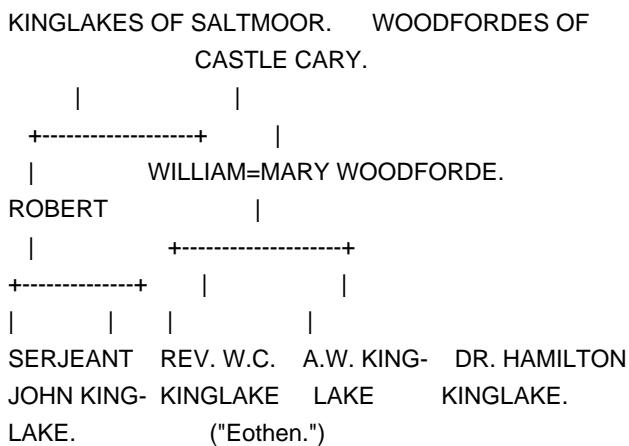 KINGLAKES OF SALTMOOR. WOODFORDES OF
CASTLE CARY.
| |
+-------------------+ |
| WILLIAM=MARY WOODFORDE.
ROBERT |
| +--------------------+
+--------------+ | |
| | | |
SERJEANT REV. W.C. A.W. KING- DR. HAMILTON
JOHN KING- KINGLAKE LAKE KINGLAKE.
LAKE. ("Eothen.")